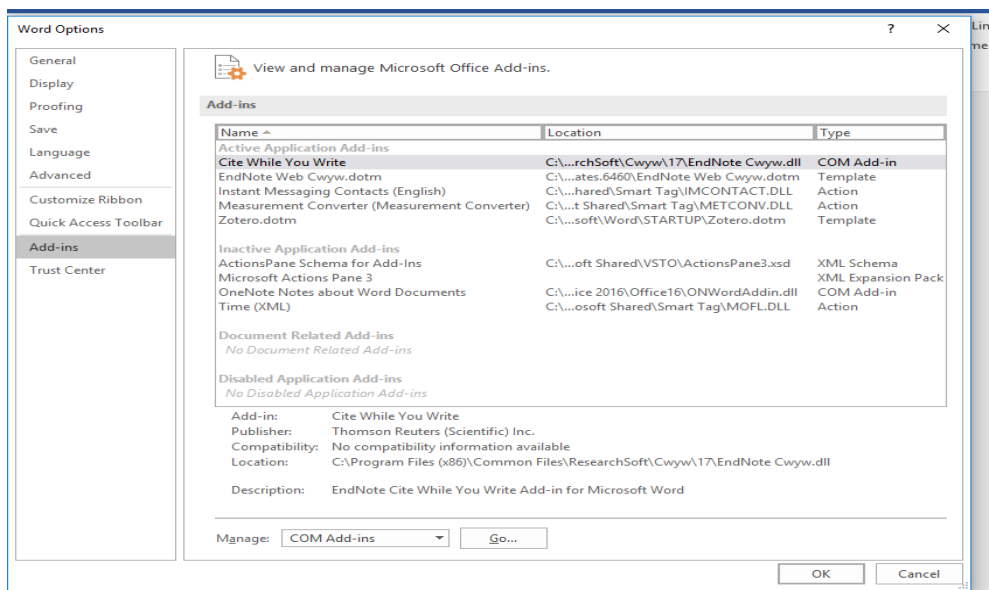 Word Options
?
Lin
me
General
Display
Proofing
Save
Language
Advanced
Customize Ribbon
Quick Access Toolbar
Add-ins
Trust Center
View and manage Microsoft Office Add-ins.
Add-ins
Name Location Type
Active Application Add-ins
Cite While You Write C:\...rchSoft\Cwyw\17\EndNote Cwyw.dll COM Add-in
EndNote Web Cwyw.dotm C:\...ates.6460\EndNote Web Cwyw.dotm Template
Instant Messaging Contacts (English) C:\...hared\Smart Tag\IMCONTACT.DLL Action
Measurement Converter (Measurement Converter) C:\...t Shared\Smart Tag\METCONV.DLL Action
Zotero.dotm C:\...soft\Word\STARTUP\Zotero.dotm Template
Inactive Application Add-ins
ActionsPane Schema for Add-Ins C:\...oft Shared\VSTO\ActionsPane3.xsd XML Schema
Microsoft Actions Pane 3 XML Expansion Pack
OneNote Notes about Word Documents C:\...ice 2016\Office16\ONWordAddin.dll COM Add-in
Time (XML) C:\...osoft Shared\Smart Tag\MOFL.DLL Action
Document Related Add-ins
No Document Related Add-ins
Disabled Application Add-ins
No Disabled Application Add-ins
Add-in: Cite While You Write
Publisher: Thomson Reuters (Scientific) Inc.
Compatibility: No compatibility information available
Location: C:\Program Files (x86)\Common Files\ResearchSoft\Cwyw\17\EndNote Cwyw.dll
Description: EndNote Cite While You Write Add-in for Microsoft Word
Manage: COM Add-ins Go...
OK Cancel